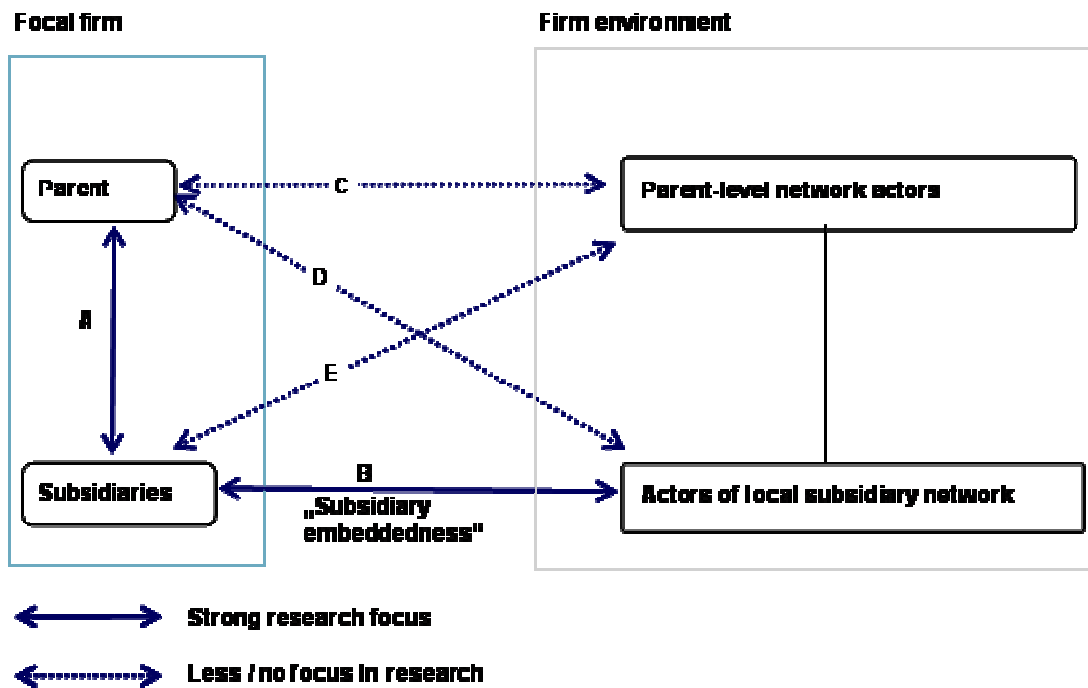 Focal firm
Firm environment
Parent
C
Parent-level network actors
D
A
E
Subsidiaries
B
„Subsidiary
embeddedness"
Actors of local subsidiary network
Strong research focus
Less / no focus in research